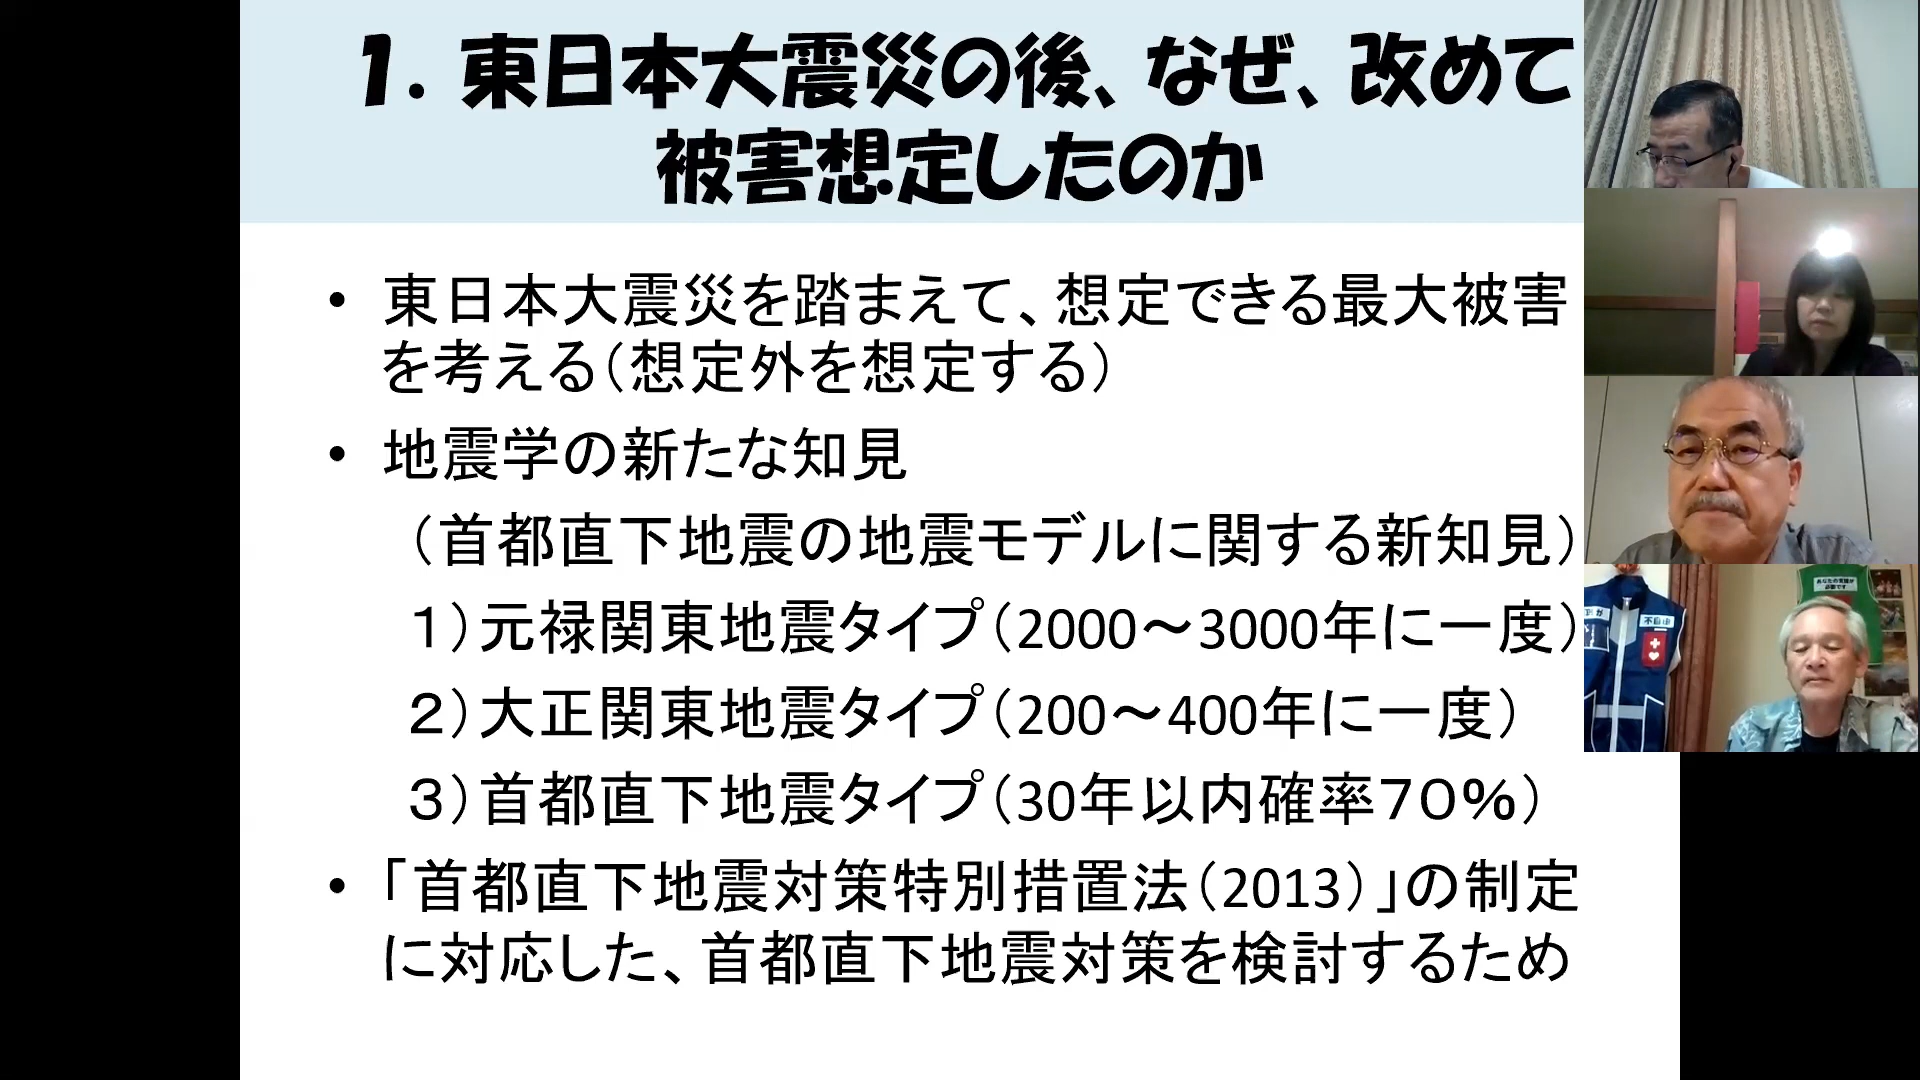 1. 東日本大震災の後、なぜ、改めて
被害想定したのか
• 東日本大震災を踏まえて、想定できる最大被害
を考える（想定外を想定する）
• 地震学の新たな知見
（首都直下地震の地震モデルに関する新知見）
１）元禄関東地震タイプ（2000～3000年に一度）
２）大正関東地震タイプ（200～400年に一度）
３）首都直下地震タイプ（30年以内確率７０％）
• 「首都直下地震対策特別措置法（2013）」の制定
に対応した、首都直下地震対策を検討するため